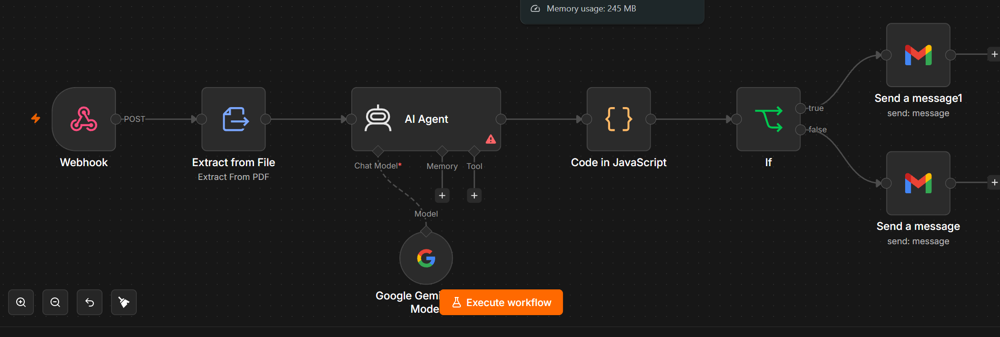 Memory usage: 245 MB
POST
Webhook
Extract from File
Extract From PDF
AI Agent
Chat Model*
Memory
Tool
Model
Google Gemi
Mode
Code in JavaScript
If
true
false
Send a message1
send: message
Send a message
send: message
Execute workflow